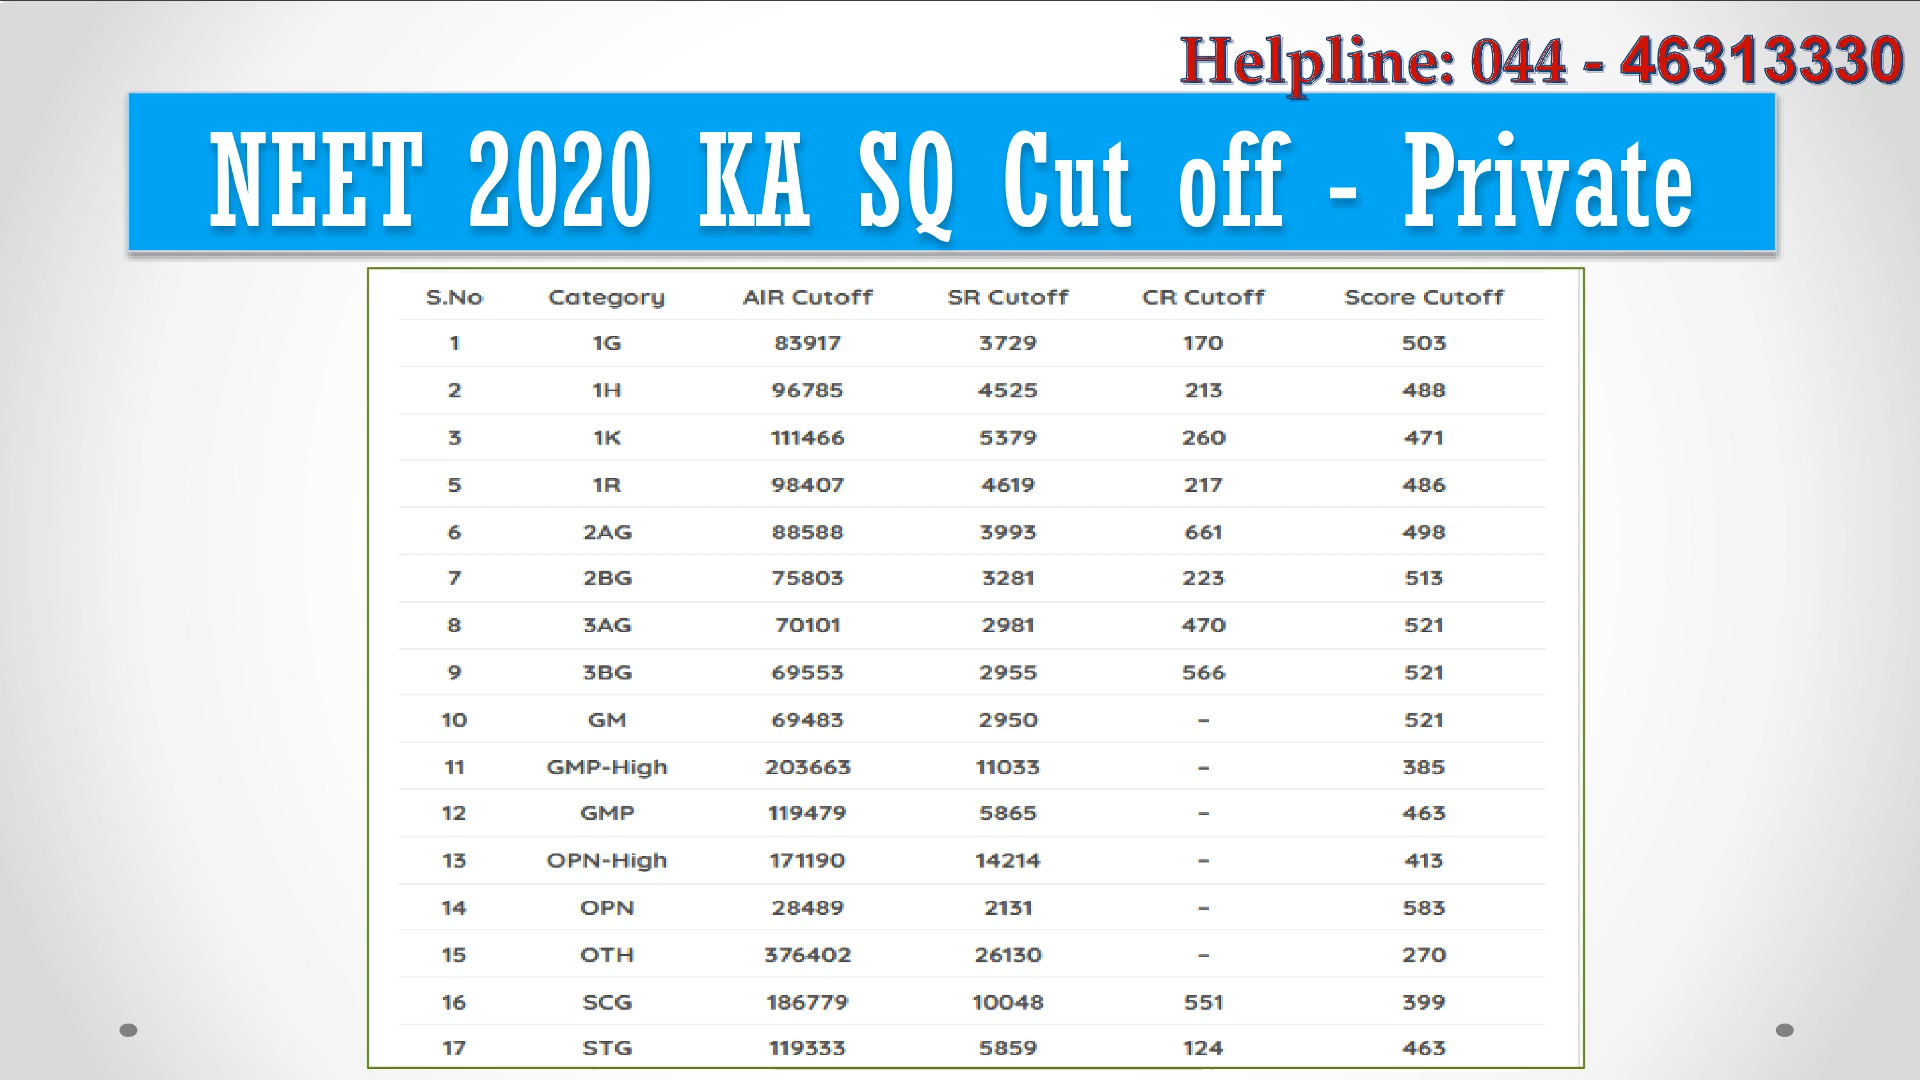 Helpline: 044 - 46313330
NEET 2020 KA SQ Cut off - Private
S.No Category AIR Cutoff SR Cutoff CR Cutoff Score Cutoff
1 1G 83917 3729 170 503
2 1H 96785 4525 213 488
3 1K 111466 5379 260 471
5 1R 98407 4619 217 486
6 2AG 88588 3993 661 498
7 2BG 75803 3281 223 513
8 3AG 70101 2981 470 521
9 3BG 69553 2955 566 521
10 GM 69483 2950 – 521
11 GMP-High 203663 11033 – 385
12 GMP 119479 5865 – 463
13 OPN-High 171190 14214 – 413
14 OPN 28489 2131 – 583
15 OTH 376402 26130 – 270
16 SCG 186779 10048 551 399
17 STG 119333 5859 124 463